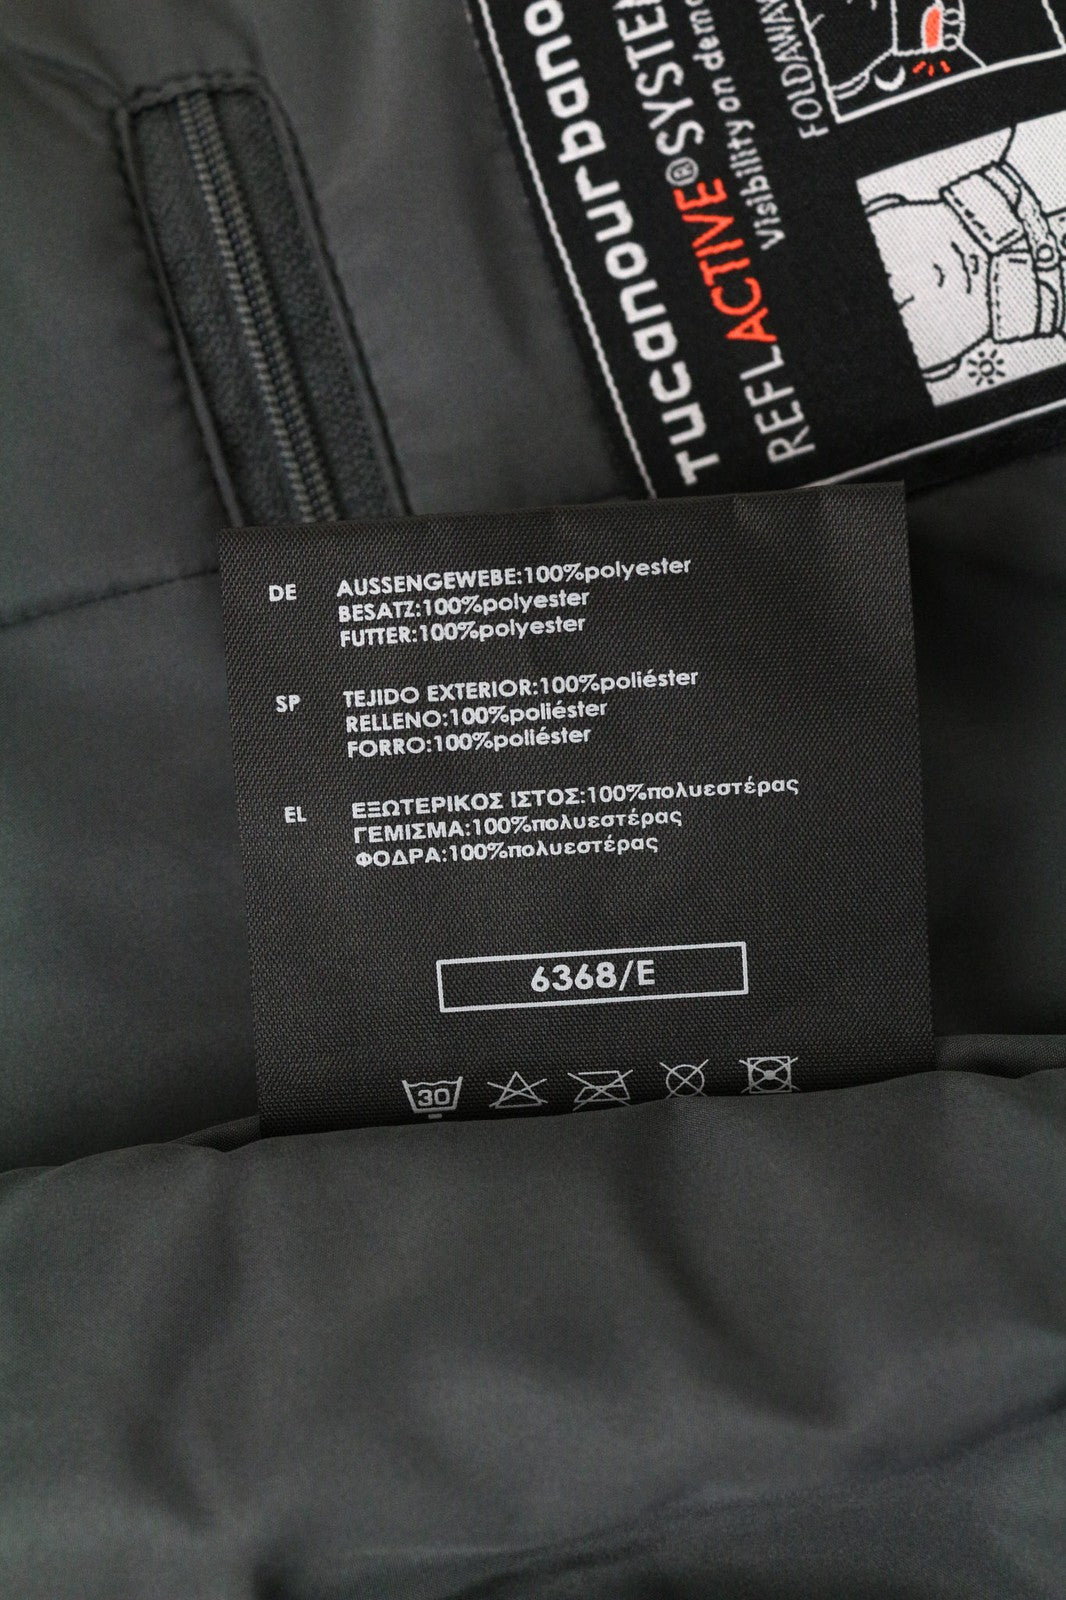 Tucanourbano
REFLACTIVE®SYSTEM
Visibility on
FOLDAWAY
DE AUSSENGEWEBE:100%polyester
BESATZ:100%polyester
FUTTER:100%polyester
SP TEJIDO EXTERIOR:100%poliéster
RELLENO:100%poliéster
FORRO:100%poliéster
EL ΕΞΩΤΕΡΙΚΟΣ ΙΣΤΟΣ:100%πολυεστέρας
ΓΕΜΙΣΜΑ:100%πολυεστέρας
ΦΟΔΡΑ:100%πολυεστέρας
6368/E
30